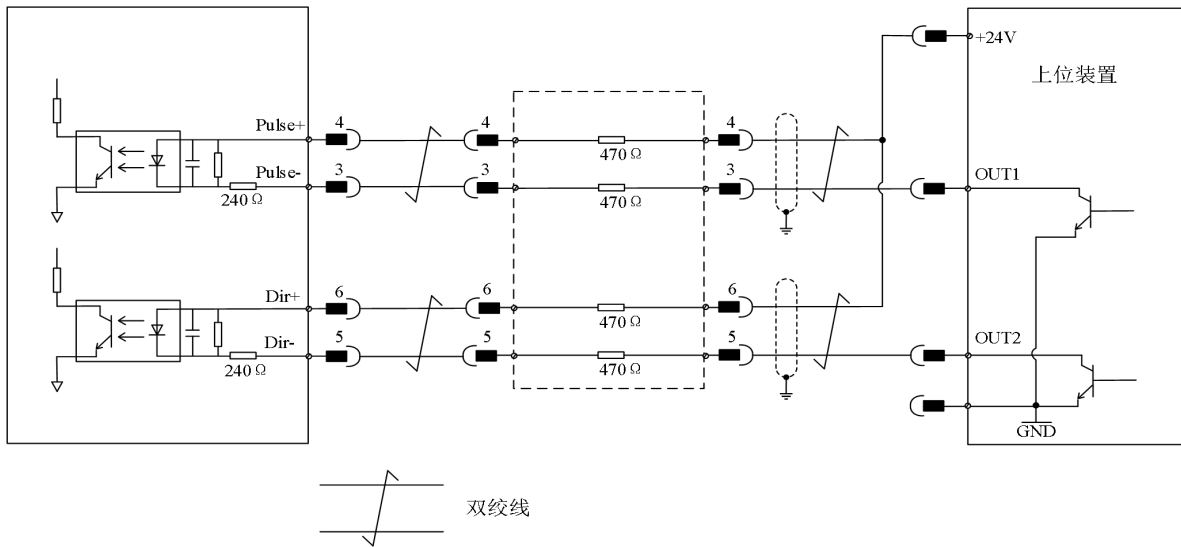 +24V
上位装置
Pulse+
4
4
470 Ω
4
Pulse-
3
3
470 Ω
3
240 Ω
OUT1
Dir+
6
6
470 Ω
6
Dir-
5
5
470 Ω
5
240 Ω
OUT2
GND
双绞线